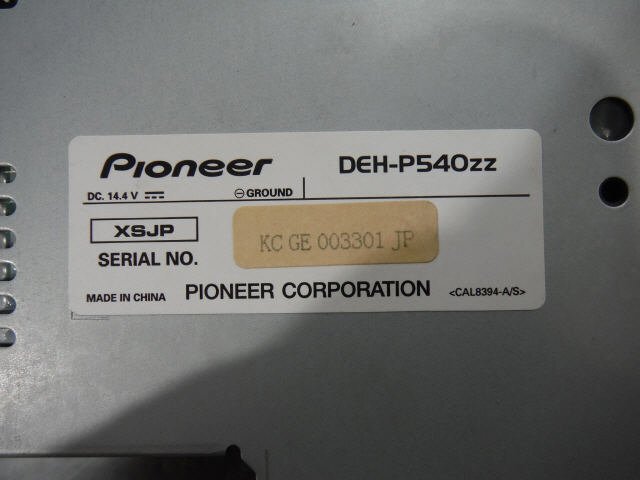 Pioneer DEH-P540zz
DC. 14.4 V ⎓ ⊖GROUND
XSJP
SERIAL NO. KC GE 003301 JP
MADE IN CHINA PIONEER CORPORATION <CAL8394-A/S>